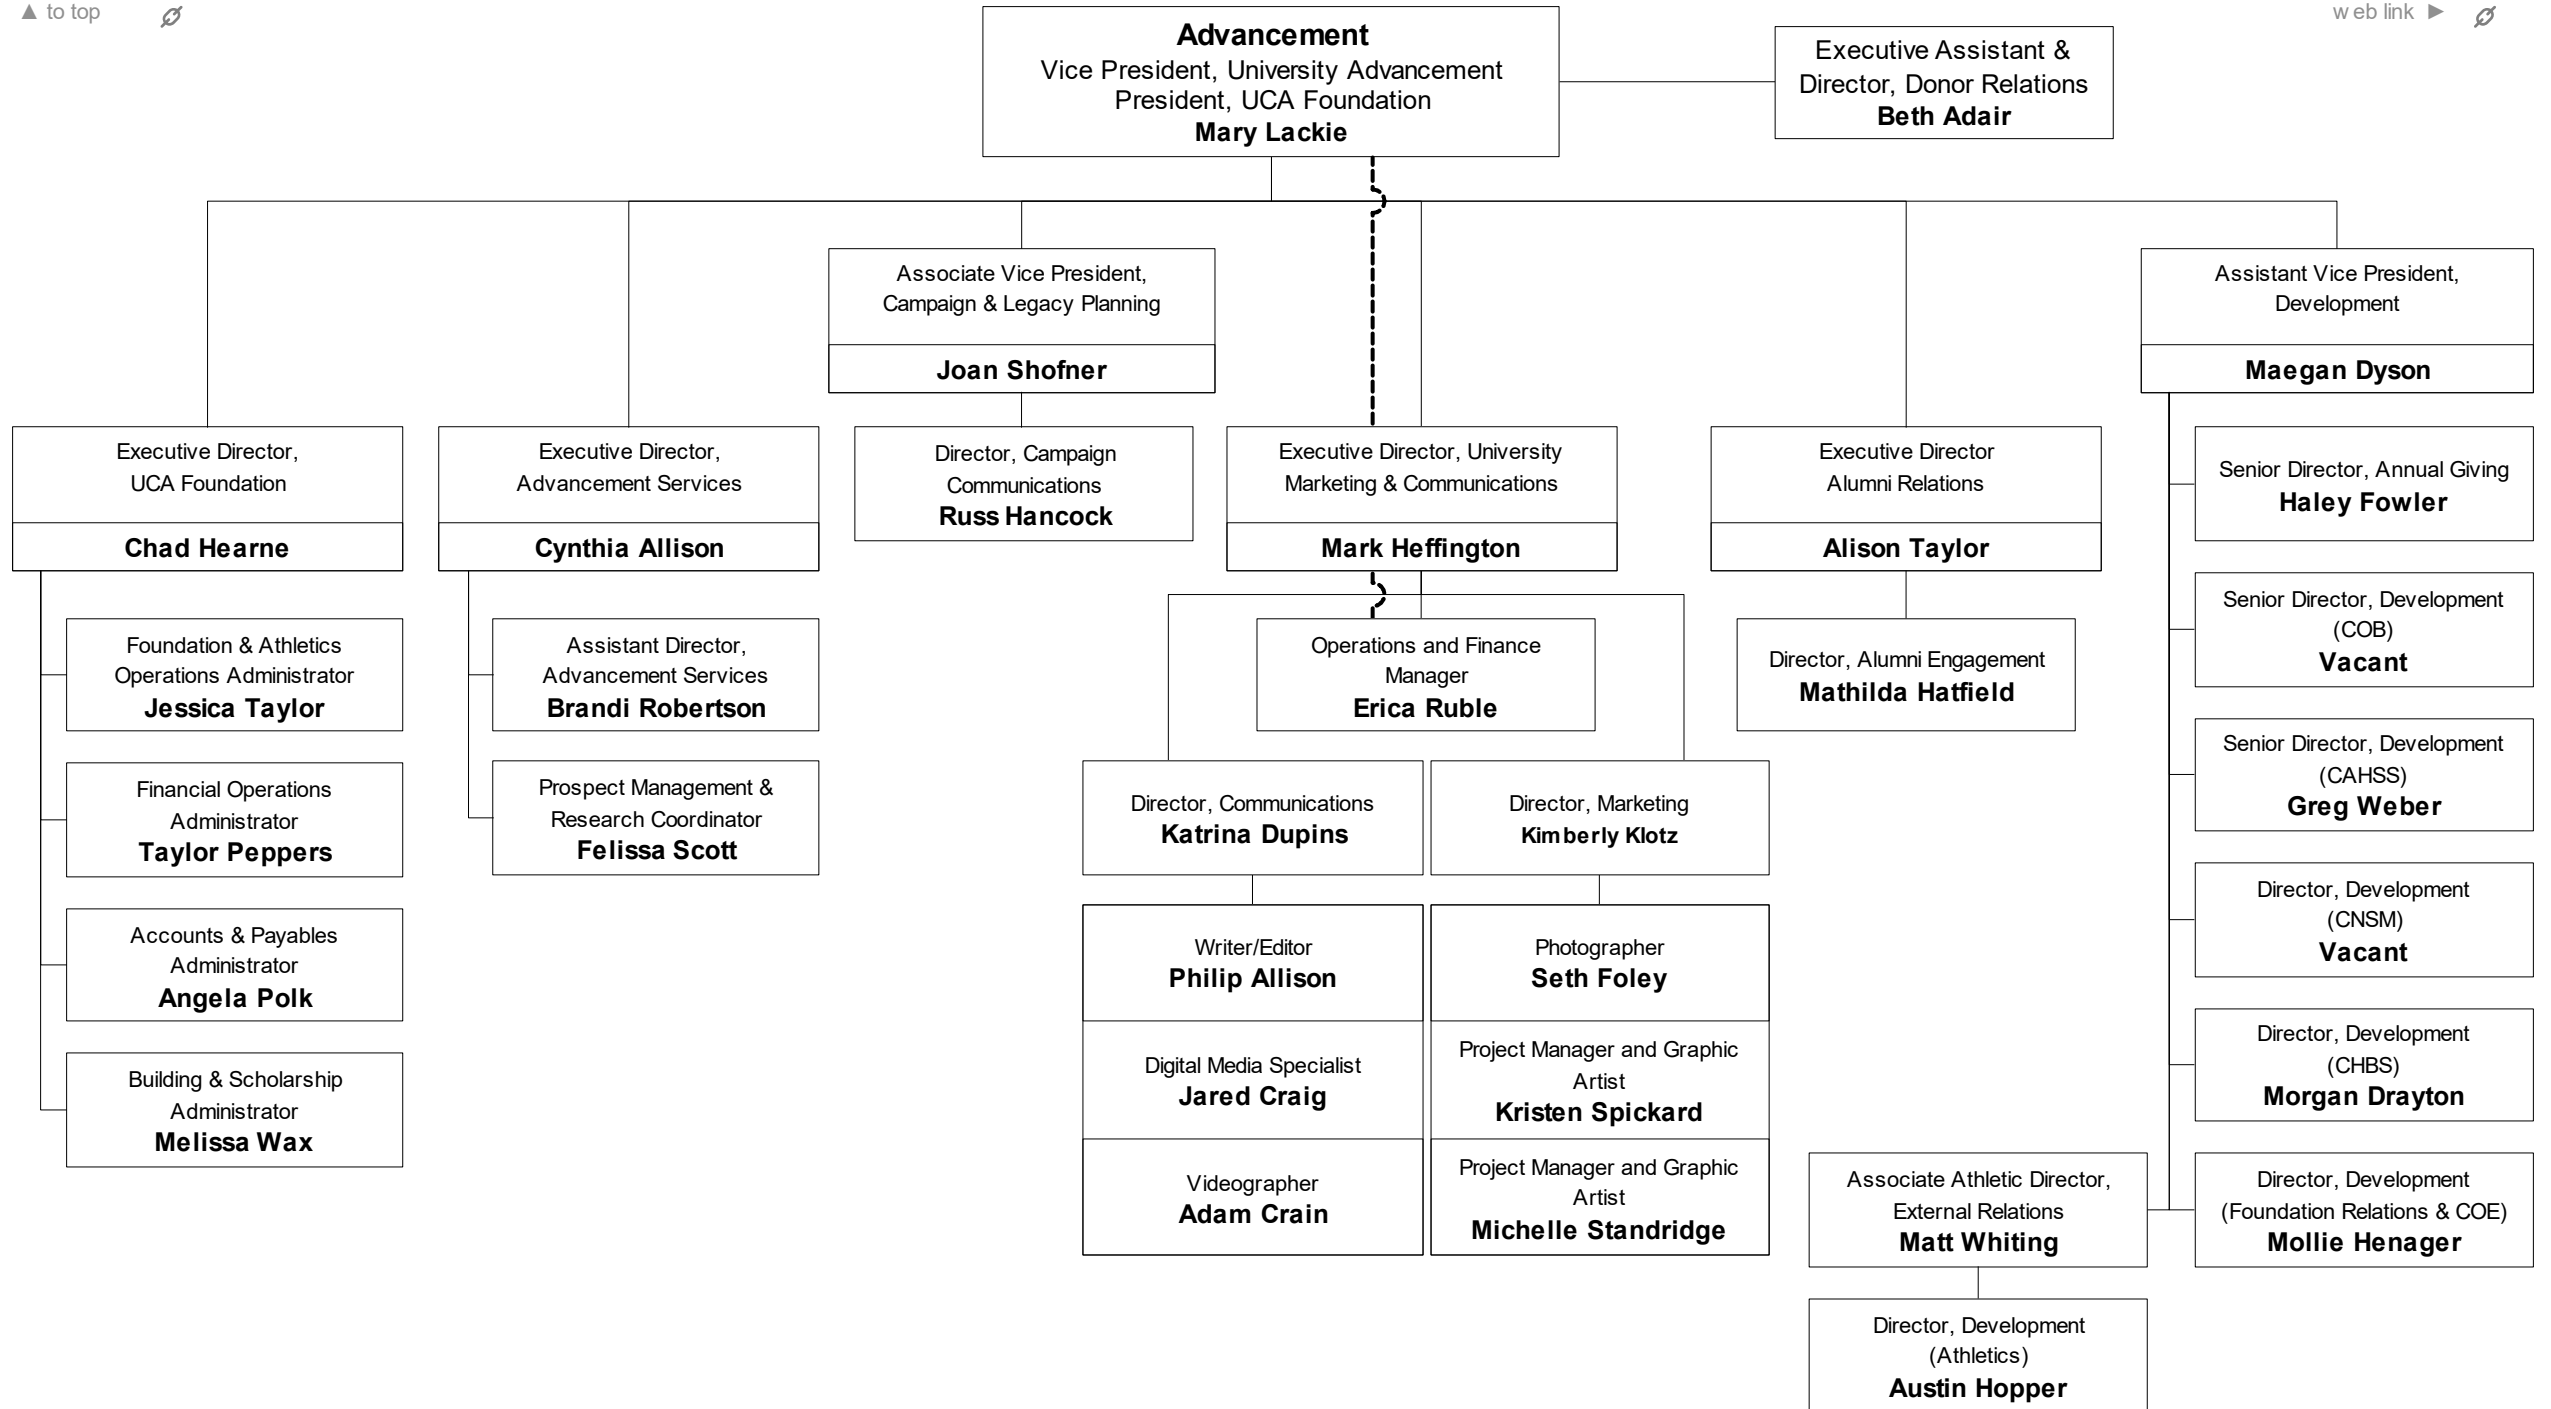 ▲ to top
web link ►
Advancement
Vice President, University Advancement
President, UCA Foundation
Mary Lackie
Executive Assistant &
Director, Donor Relations
Beth Adair
Associate Vice President,
Campaign & Legacy Planning
Joan Shofner
Assistant Vice President,
Development
Maegan Dyson
Executive Director,
UCA Foundation
Chad Hearne
Executive Director,
Advancement Services
Cynthia Allison
Director, Campaign
Communications
Russ Hancock
Executive Director, University
Marketing & Communications
Mark Heffington
Executive Director
Alumni Relations
Alison Taylor
Senior Director, Annual Giving
Haley Fowler
Senior Director, Development
(COB)
Vacant
Senior Director, Development
(CAHSS)
Greg Weber
Director, Development
(CNSM)
Vacant
Director, Development
(CHBS)
Morgan Drayton
Director, Development
(Foundation Relations & COE)
Mollie Henager
Foundation & Athletics
Operations Administrator
Jessica Taylor
Financial Operations
Administrator
Taylor Peppers
Accounts & Payables
Administrator
Angela Polk
Building & Scholarship
Administrator
Melissa Wax
Assistant Director,
Advancement Services
Brandi Robertson
Prospect Management &
Research Coordinator
Felissa Scott
Operations and Finance
Manager
Erica Ruble
Director, Communications
Katrina Dupins
Writer/Editor
Philip Allison
Digital Media Specialist
Jared Craig
Videographer
Adam Crain
Director, Marketing
Kimberly Klotz
Photographer
Seth Foley
Project Manager and Graphic
Artist
Kristen Spickard
Project Manager and Graphic
Artist
Michelle Standridge
Director, Alumni Engagement
Mathilda Hatfield
Associate Athletic Director,
External Relations
Matt Whiting
Director, Development
(Athletics)
Austin Hopper